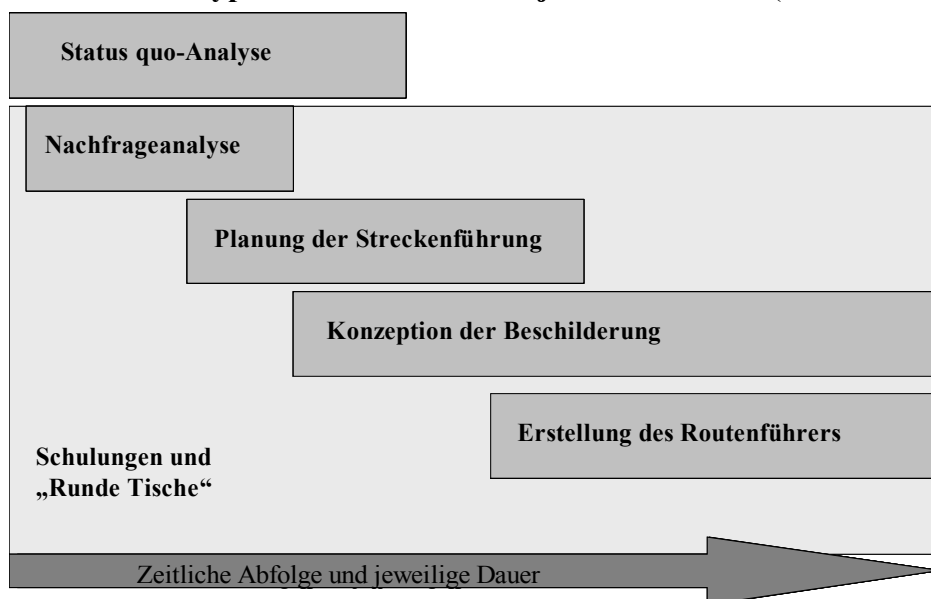 Status quo-Analyse
Nachfrageanalyse
Planung der Streckenführung
Konzeption der Beschilderung
Erstellung des Routenführers
Schulungen und
„Runde Tische“
Zeitliche Abfolge und jeweilige Dauer